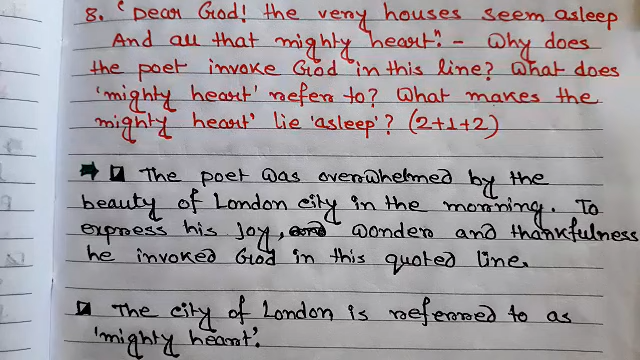 8. 'Dear God! the very houses seem asleep
And all that mighty heart". - Why does
the poet invoke God in this line? What does
'mighty heart' refer to? What makes the
mighty heart' lie 'asleep'? (2+1+2)
The poet was overwhelmed by the
beauty of London city in the morning. To
express his joy, and wonder and thankfulness
he invoked God in this quoted line.
The city of London is referred to as
'mighty heart'.